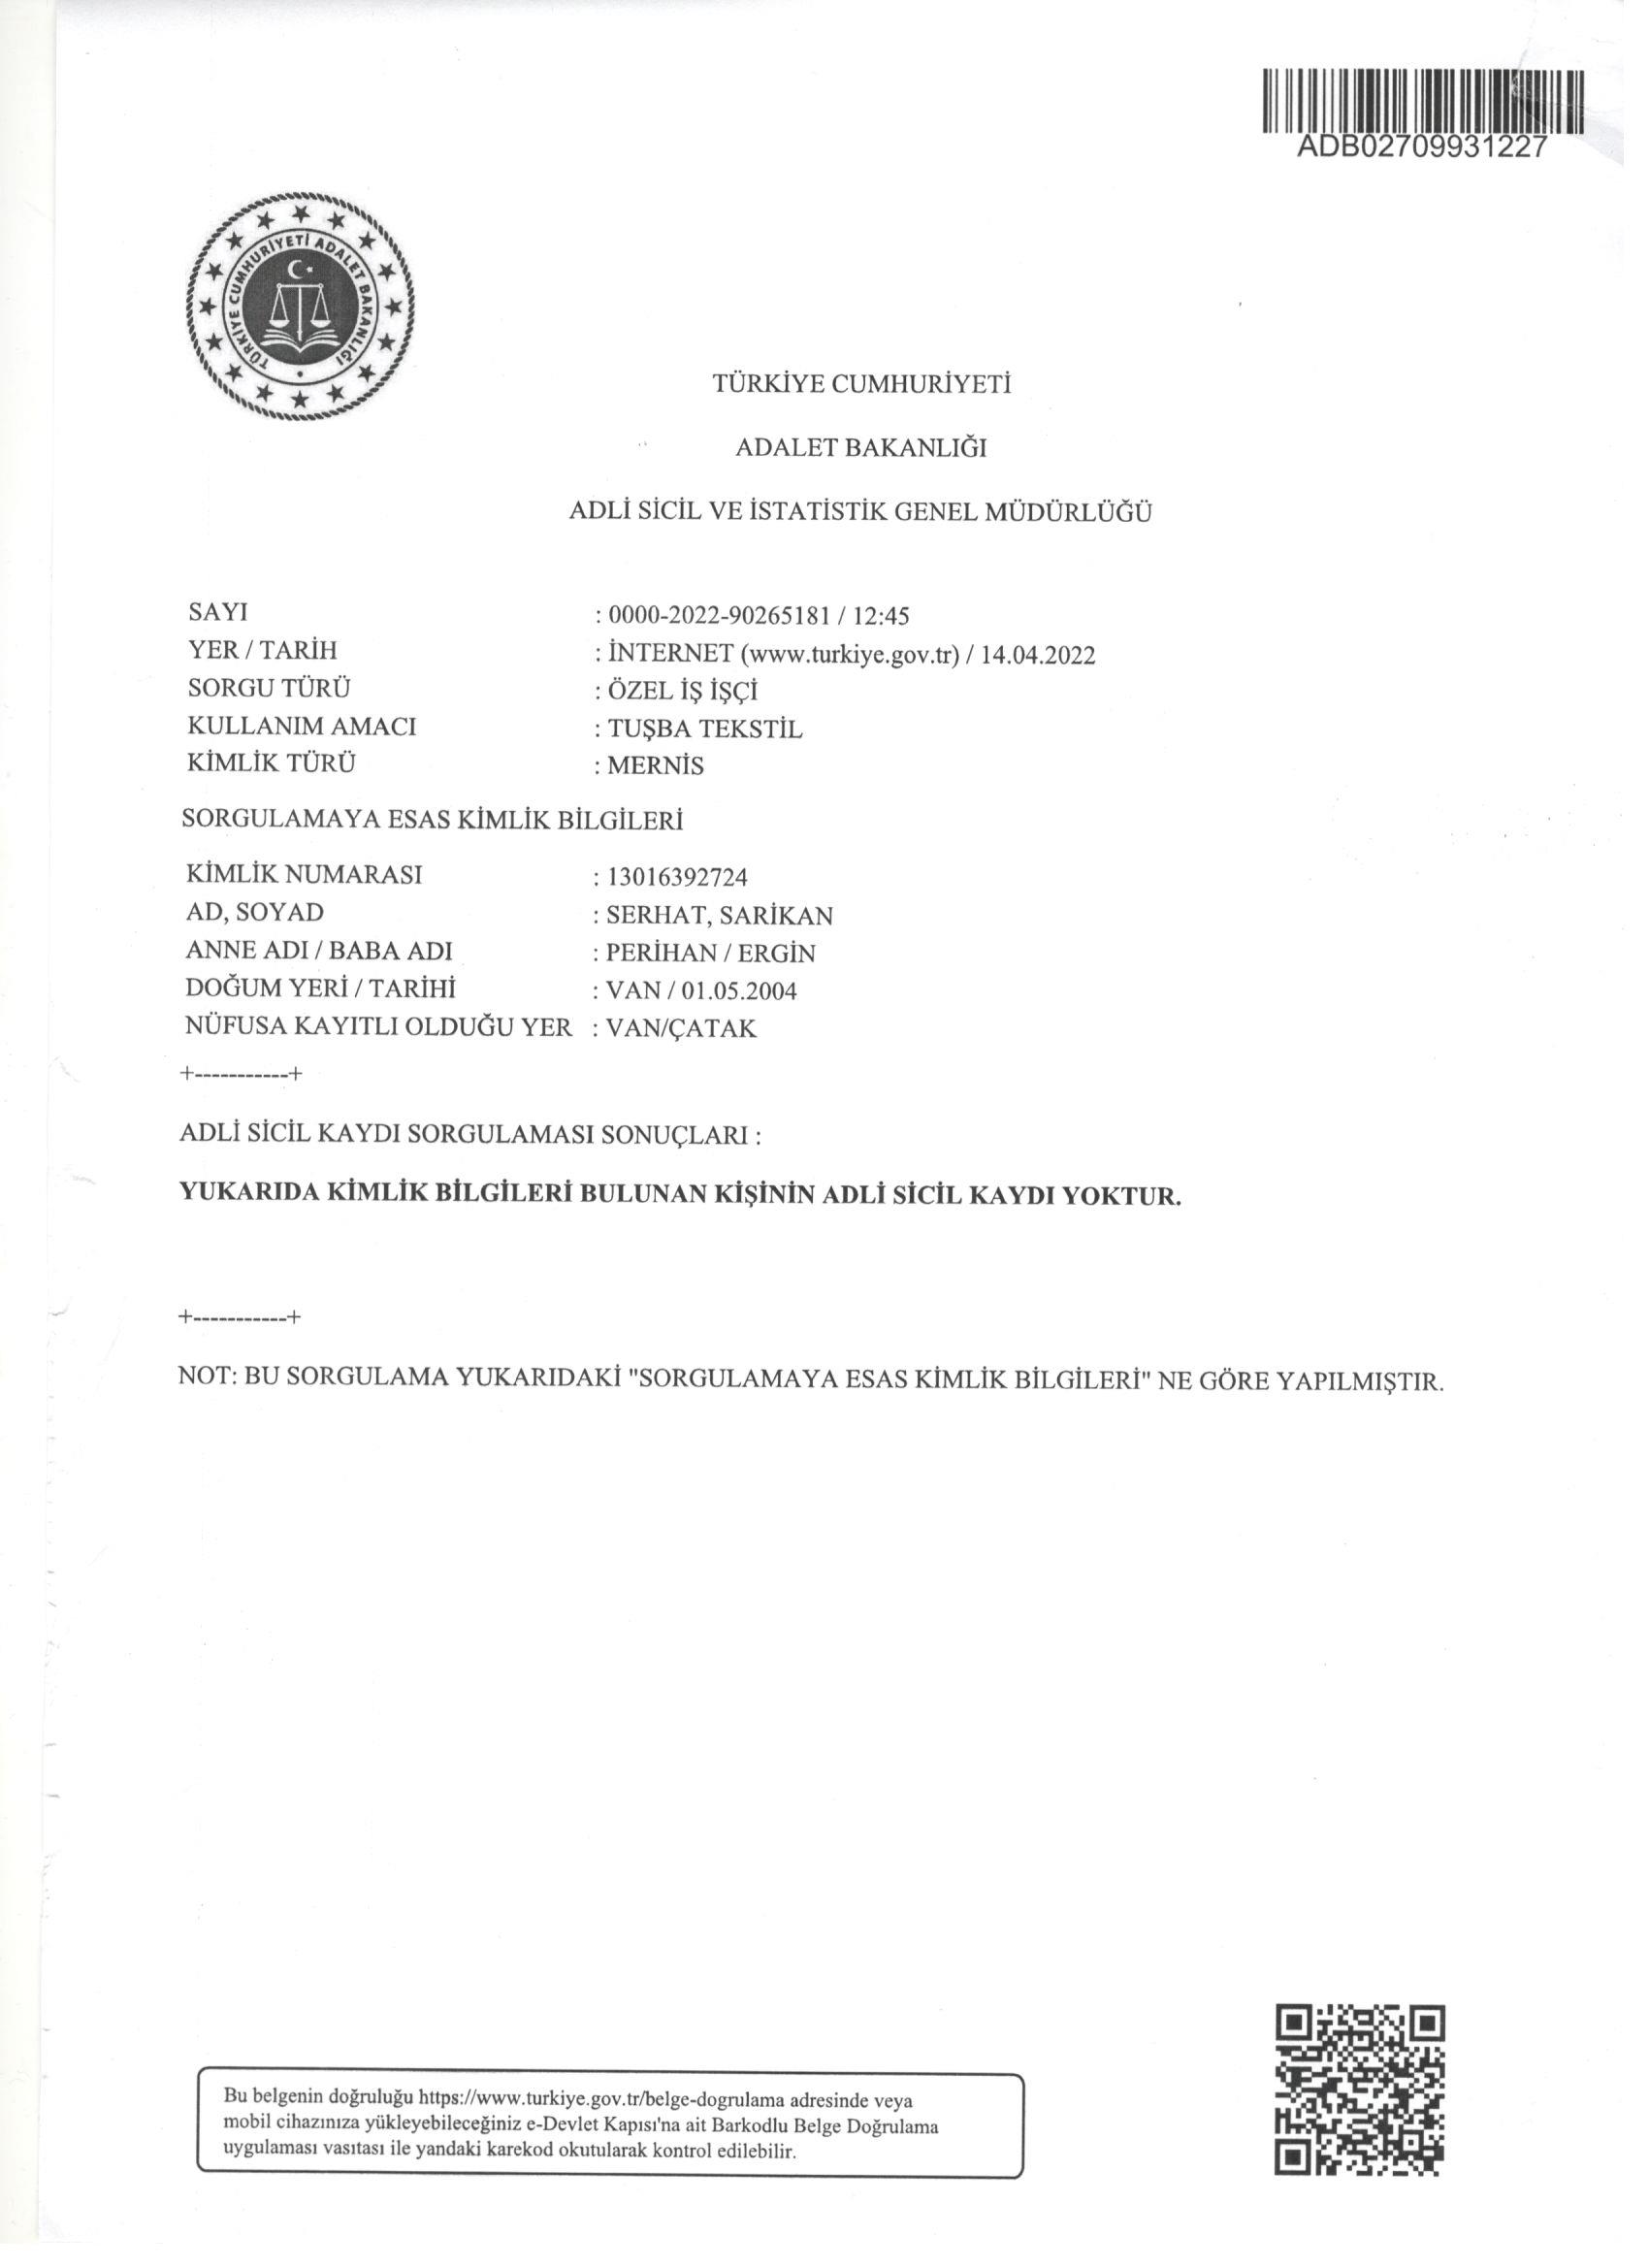 ADB02709931227
TÜRKİYE CUMHURİYETİ ADALET BAKANLIĞI
TÜRKİYE CUMHURİYETİ
ADALET BAKANLIĞI
ADLİ SİCİL VE İSTATİSTİK GENEL MÜDÜRLÜĞÜ
SAYI : 0000-2022-90265181 / 12:45
YER / TARİH : İNTERNET (www.turkiye.gov.tr) / 14.04.2022
SORGU TÜRÜ : ÖZEL İŞ İŞÇİ
KULLANIM AMACI : TUŞBA TEKSTİL
KİMLİK TÜRÜ : MERNİS
SORGULAMAYA ESAS KİMLİK BİLGİLERİ
KİMLİK NUMARASI : 13016392724
AD, SOYAD : SERHAT, SARİKAN
ANNE ADI / BABA ADI : PERİHAN / ERGİN
DOĞUM YERİ / TARİHİ : VAN / 01.05.2004
NÜFUSA KAYITLI OLDUĞU YER : VAN/ÇATAK
+-----------+
ADLİ SİCİL KAYDI SORGULAMASI SONUÇLARI :
YUKARIDA KİMLİK BİLGİLERİ BULUNAN KİŞİNİN ADLİ SİCİL KAYDI YOKTUR.
+-----------+
NOT: BU SORGULAMA YUKARIDAKİ "SORGULAMAYA ESAS KİMLİK BİLGİLERİ" NE GÖRE YAPILMIŞTIR.
Bu belgenin doğruluğu https://www.turkiye.gov.tr/belge-dogrulama adresinde veya
mobil cihazınıza yükleyebileceğiniz e-Devlet Kapısı'na ait Barkodlu Belge Doğrulama
uygulaması vasıtası ile yandaki karekod okutularak kontrol edilebilir.